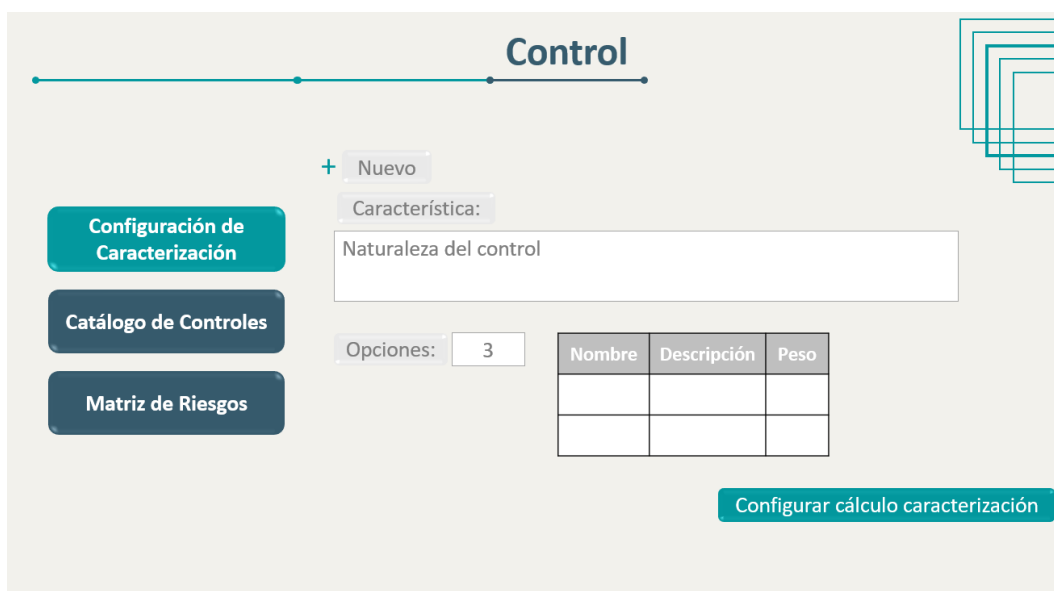 Control
+ Nuevo
Característica:
Naturaleza del control
Configuración de
Caracterización
Catálogo de Controles
Matriz de Riesgos
Opciones: 3
Nombre Descripción Peso
Configurar cálculo caracterización